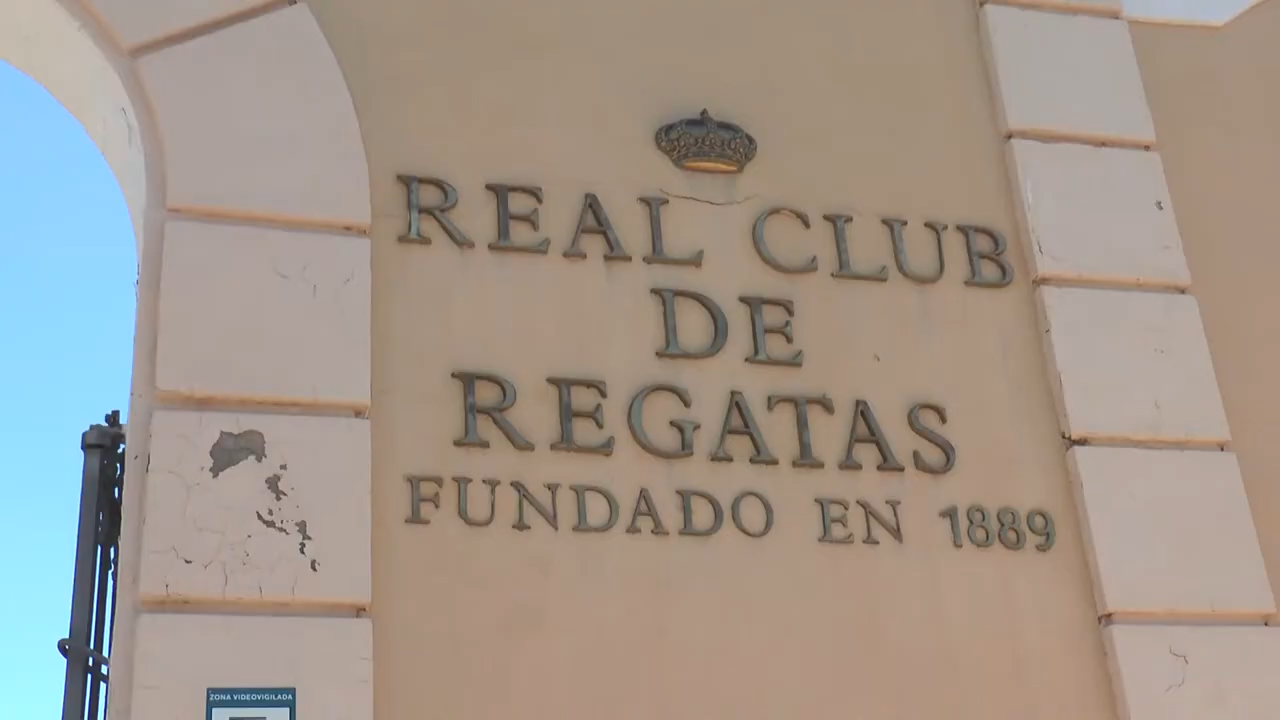 REAL CLUB
DE
REGATAS
FUNDADO EN 1889
ZONA VIDEOVIGILADA